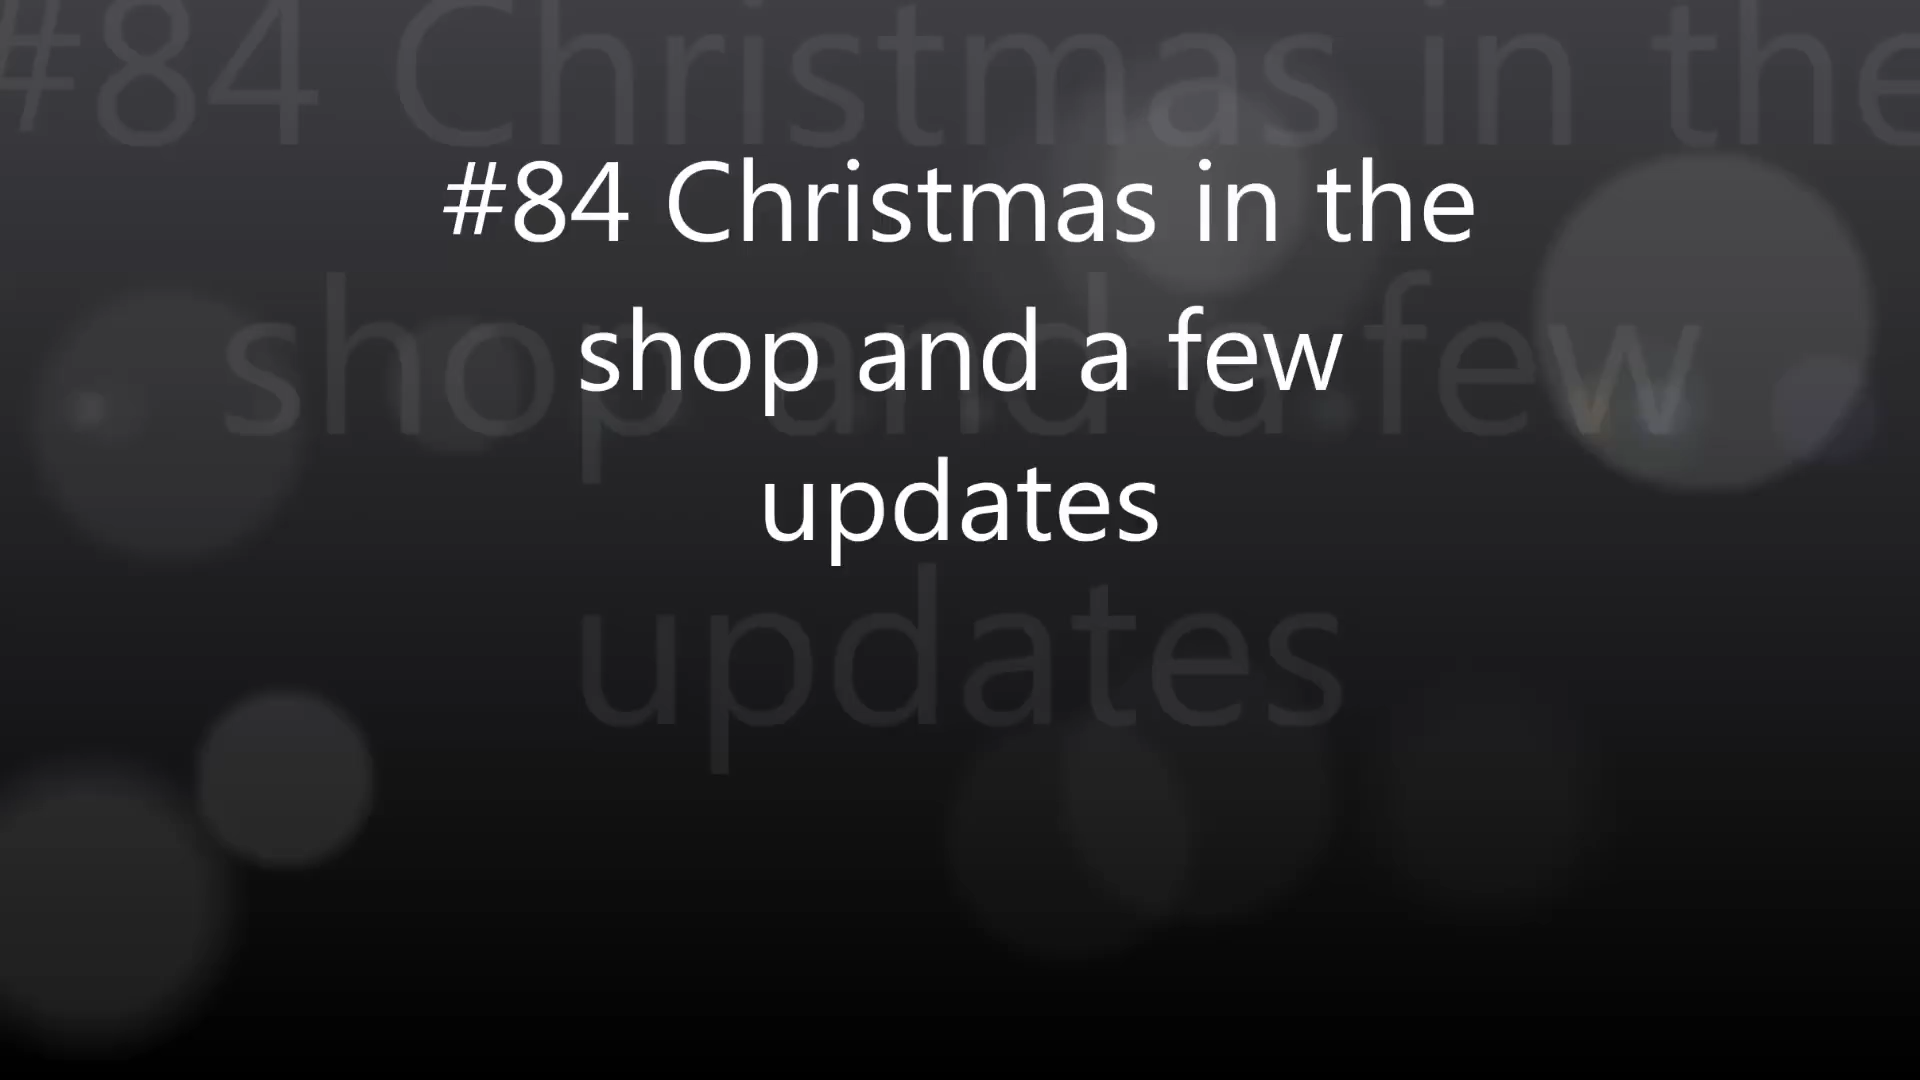 #84 Christmas in the
shop and a few
updates